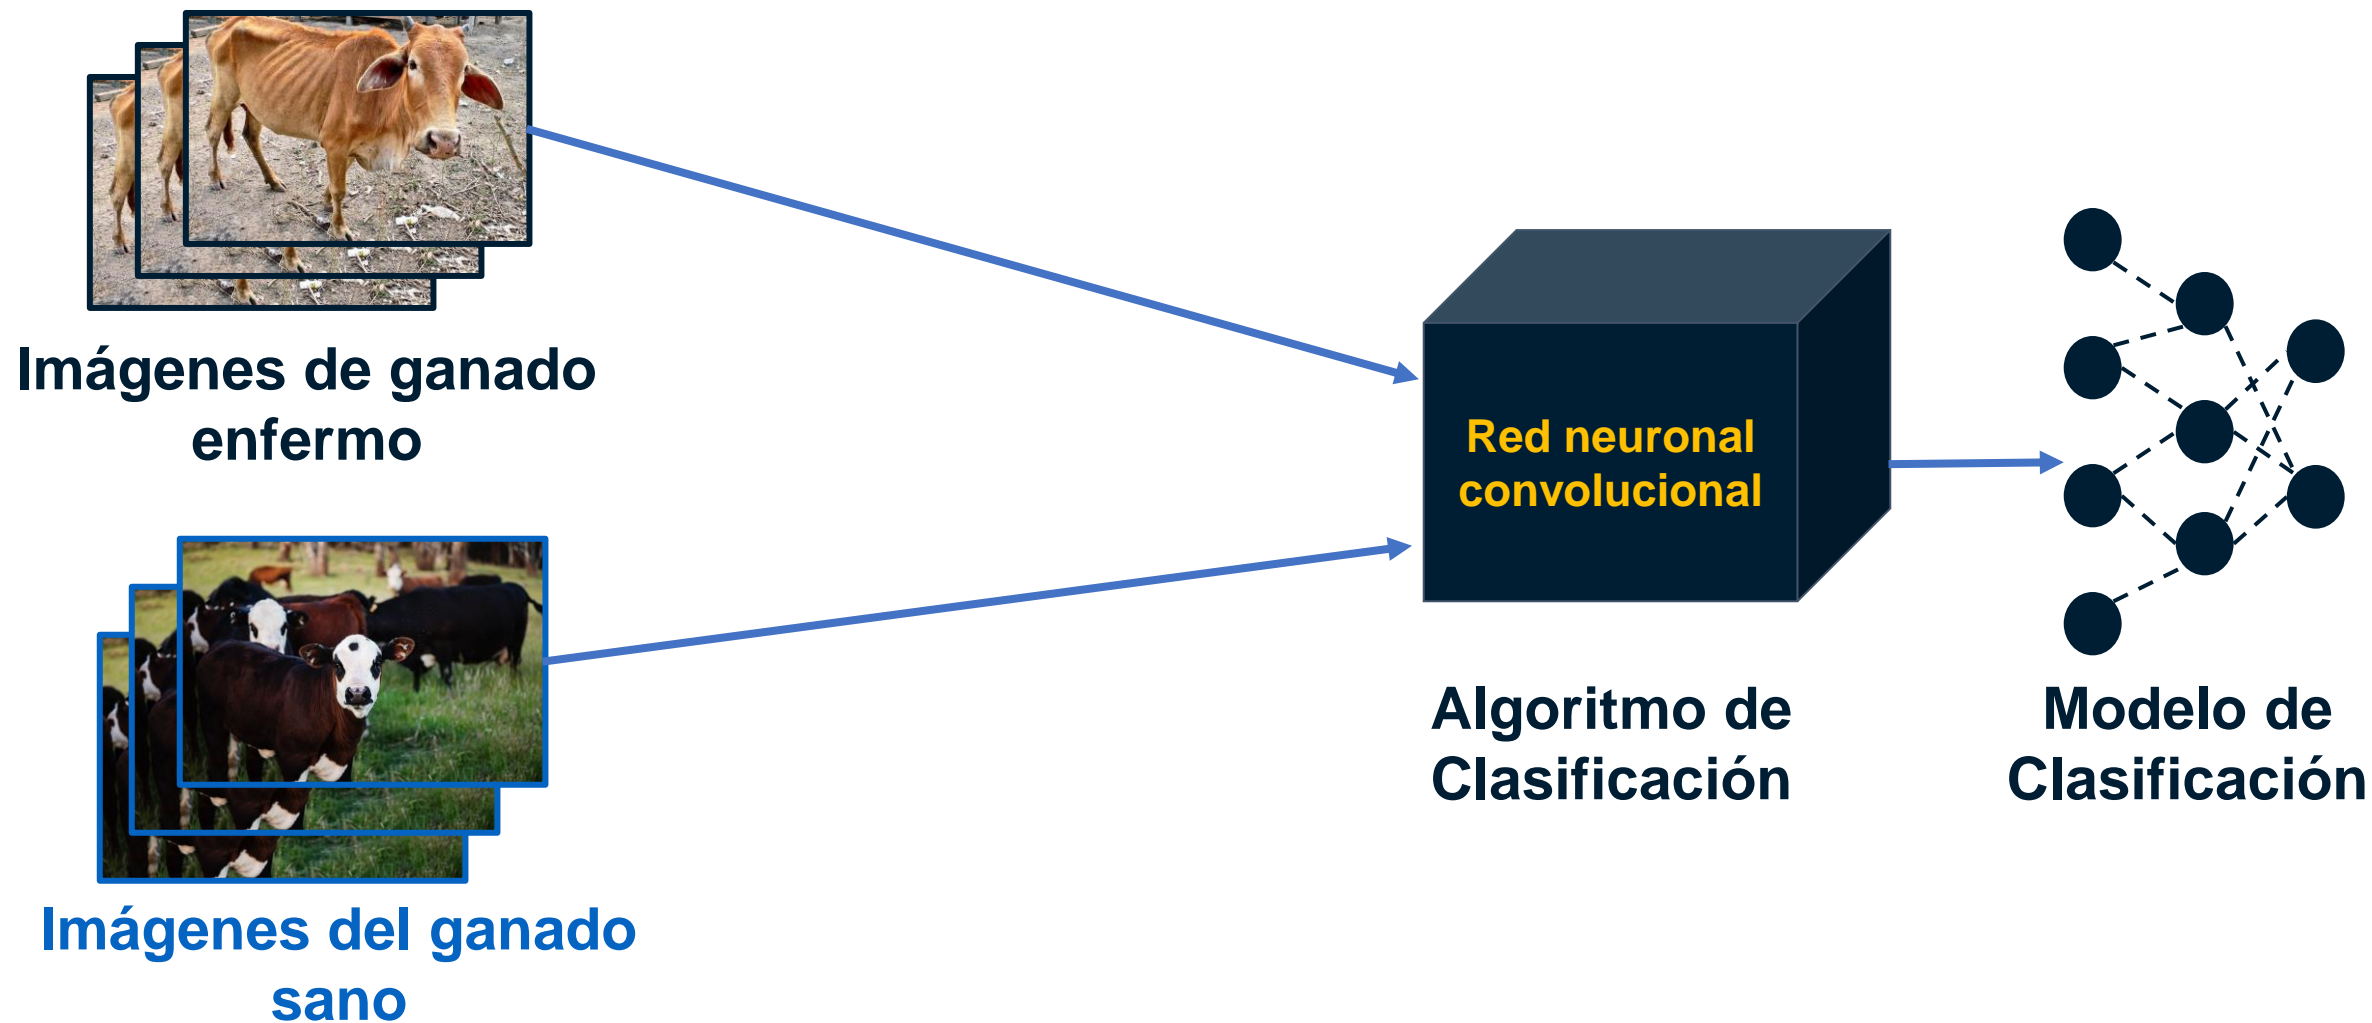 Imágenes de ganado
enfermo
Imágenes del ganado
sano
Red neuronal
convolucional
Algoritmo de
Clasificación
Modelo de
Clasificación